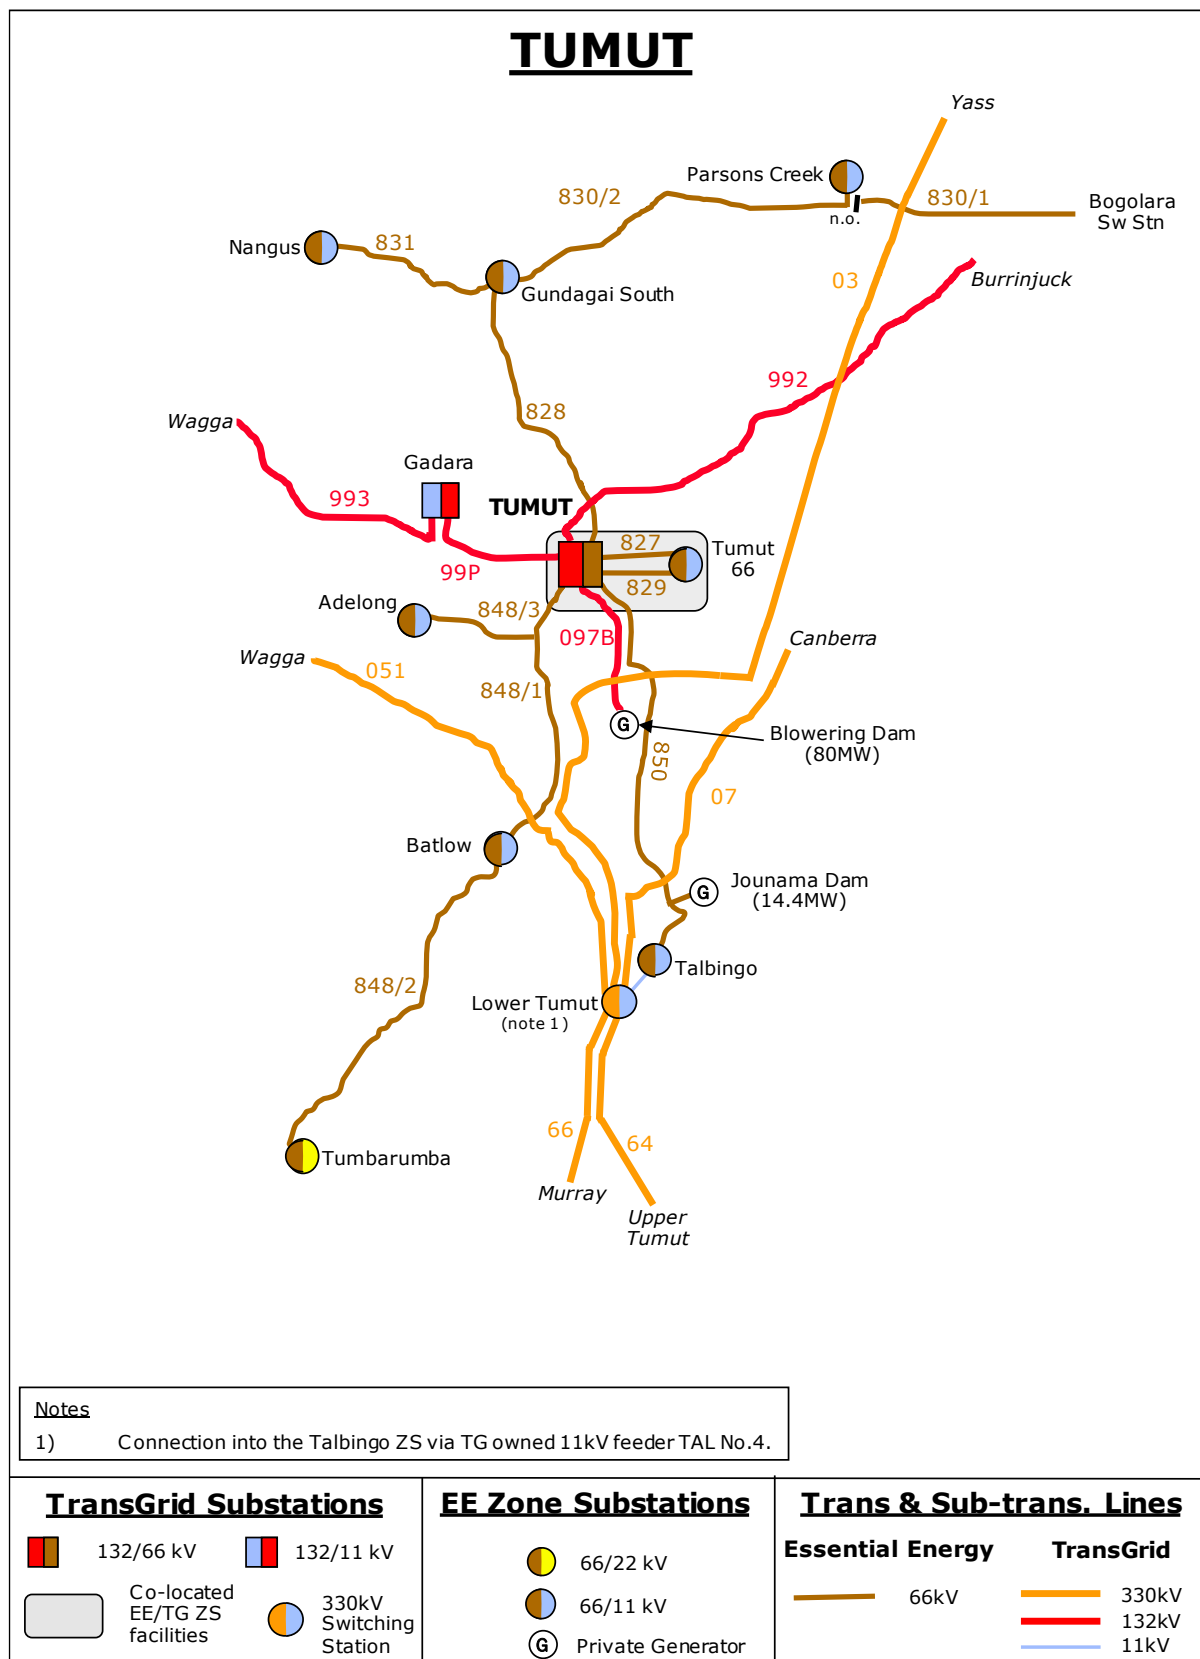 TUMUT
Yass
Parsons Creek
830/2
830/1
Bogolara
Sw Stn
n.o.
Nangus
831
03
Burrinjuck
Gundagai South
992
828
Wagga
Gadara
993
TUMUT
827
Tumut
66
99P
829
Adelong
848/3
097B
Canberra
Wagga
051
848/1
Blowering Dam
(80MW)
G
850
07
Batlow
Jounama Dam
(14.4MW)
G
848/2
Talbingo
Lower Tumut
(note 1)
66
64
Tumbarumba
Murray
Upper
Tumut
Notes
1) Connection into the Talbingo ZS via TG owned 11kV feeder TAL No.4.
TransGrid Substations
132/66 kV
132/11 kV
Co-located
EE/TG ZS
facilities
330kV
Switching
Station
EE Zone Substations
66/22 kV
66/11 kV
G Private Generator
Trans & Sub-trans. Lines
Essential Energy
TransGrid
66kV
330kV
132kV
11kV